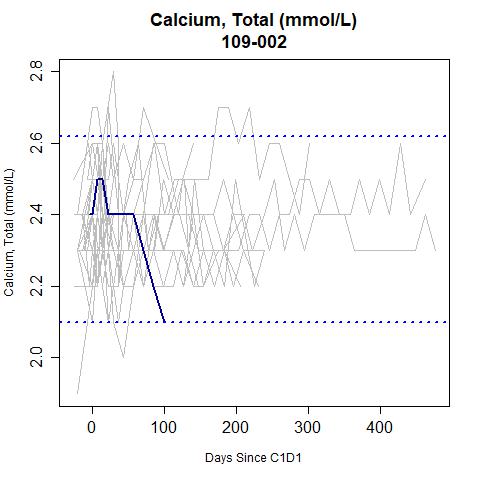 Calcium, Total (mmol/L)
109-002
Calcium, Total (mmol/L)
2.8
2.6
2.4
2.2
2.0
0 100 200 300 400
Days Since C1D1